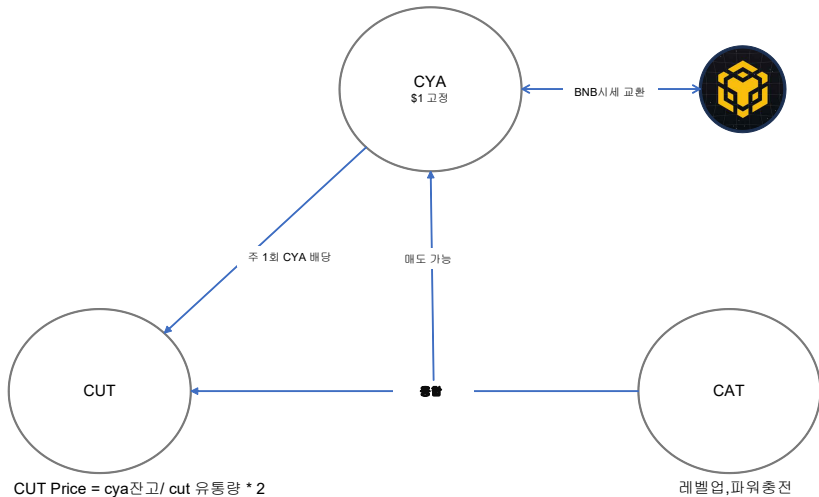 CYA
$1 고정
BNB시세 교환
주 1회 CYA 배당
매도 가능
CUT
CAT
CUT Price = cya잔고/ cut 유통량 * 2
레벨업,파워충전